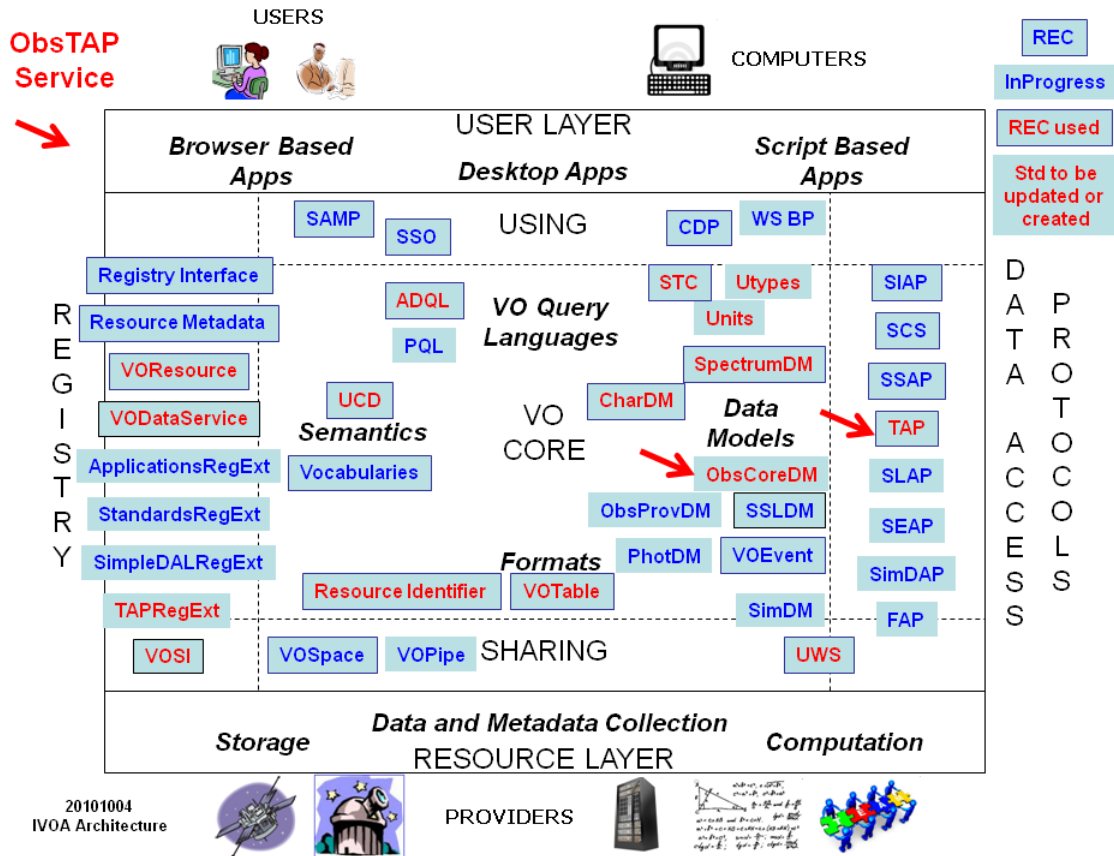 USERS
ObsTAP
Service
COMPUTERS
REC
InProgress
REC used
Std to be
updated or
created
USER LAYER
Browser Based
Apps
Desktop Apps
Script Based
Apps
SAMP
SSO
USING
CDP
WS BP
REGISTRY
Registry Interface
Resource Metadata
VOResource
VODataService
ApplicationsRegExt
StandardsRegExt
SimpleDALRegExt
TAPRegExt
VOSI
ADQL
PQL
VO Query
Languages
UCD
Semantics
Vocabularies
VO
CORE
STC
Utypes
Units
SpectrumDM
CharDM
Data
Models
ObsCoreDM
ObsProvDM
SSLDM
PhotDM
VOEvent
SimDM
Formats
Resource Identifier
VOTable
SIAP
SCS
SSAP
TAP
SLAP
SEAP
SimDAP
FAP
DATA ACCESS
PROTOCOLS
VOSpace
VOPipe
SHARING
UWS
Data and Metadata Collection
Storage
RESOURCE LAYER
Computation
20101004
IVOA Architecture
PROVIDERS